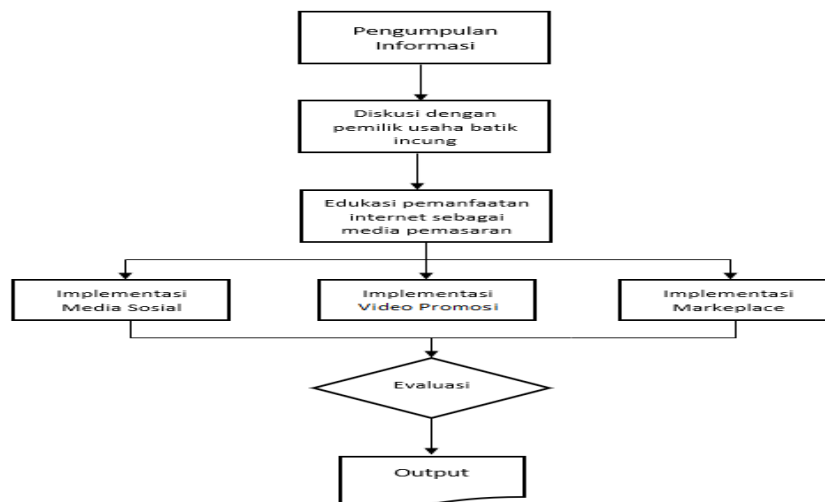 Pengumpulan
Informasi
Diskusi dengan
pemilik usaha batik
incung
Edukasi pemanfaatan
internet sebagai
media pemasaran
Implementasi
Media Sosial
Implementasi
Video Promosi
Implementasi
Markeplace
Evaluasi
Output